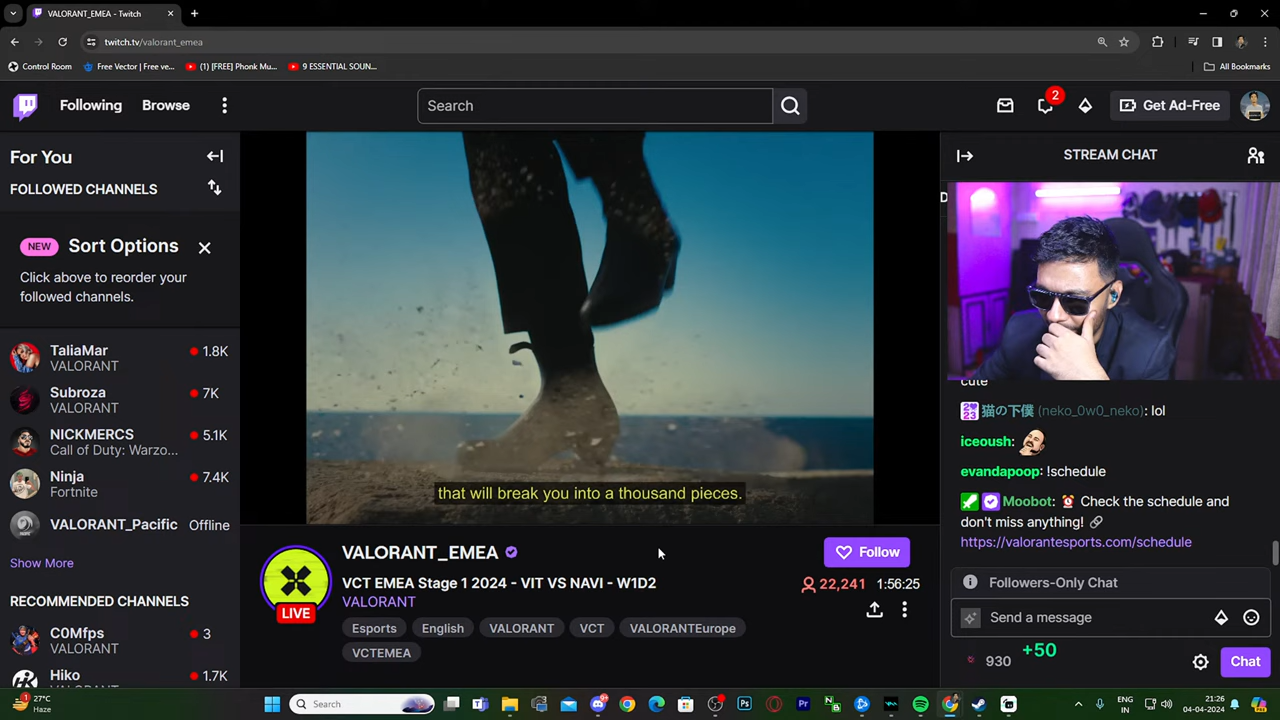 VALORANT_EMEA - Twitch
twitch.tv/valorant_emea
Control Room
Free Vector | Free ve...
(1) [FREE] Phonk Mu...
9 ESSENTIAL SOUN...
All Bookmarks
Following
Browse
Search
2
Get Ad-Free
For You
FOLLOWED CHANNELS
NEW
Sort Options
Click above to reorder your
followed channels.
TaliaMar
VALORANT
1.8K
Subroza
VALORANT
7K
NICKMERCS
Call of Duty: Warzo...
5.1K
Ninja
Fortnite
7.4K
VALORANT_Pacific
Offline
Show More
RECOMMENDED CHANNELS
C0Mfps
VALORANT
3
Hiko
1.7K
that will break you into a thousand pieces.
LIVE
VALORANT_EMEA
Follow
VCT EMEA Stage 1 2024 - VIT VS NAVI - W1D2
VALORANT
22,241
1:56:25
Esports
English
VALORANT
VCT
VALORANTEurope
VCTEMEA
STREAM CHAT
cute
猫の下僕 (neko_0w0_neko): lol
iceoush:
evandapoop: !schedule
Moobot: Check the schedule and
don't miss anything!
https://valorantesports.com/schedule
Followers-Only Chat
Send a message
930
+50
Chat
27°C
Haze
Search
ENG
IN
21:26
04-04-2024